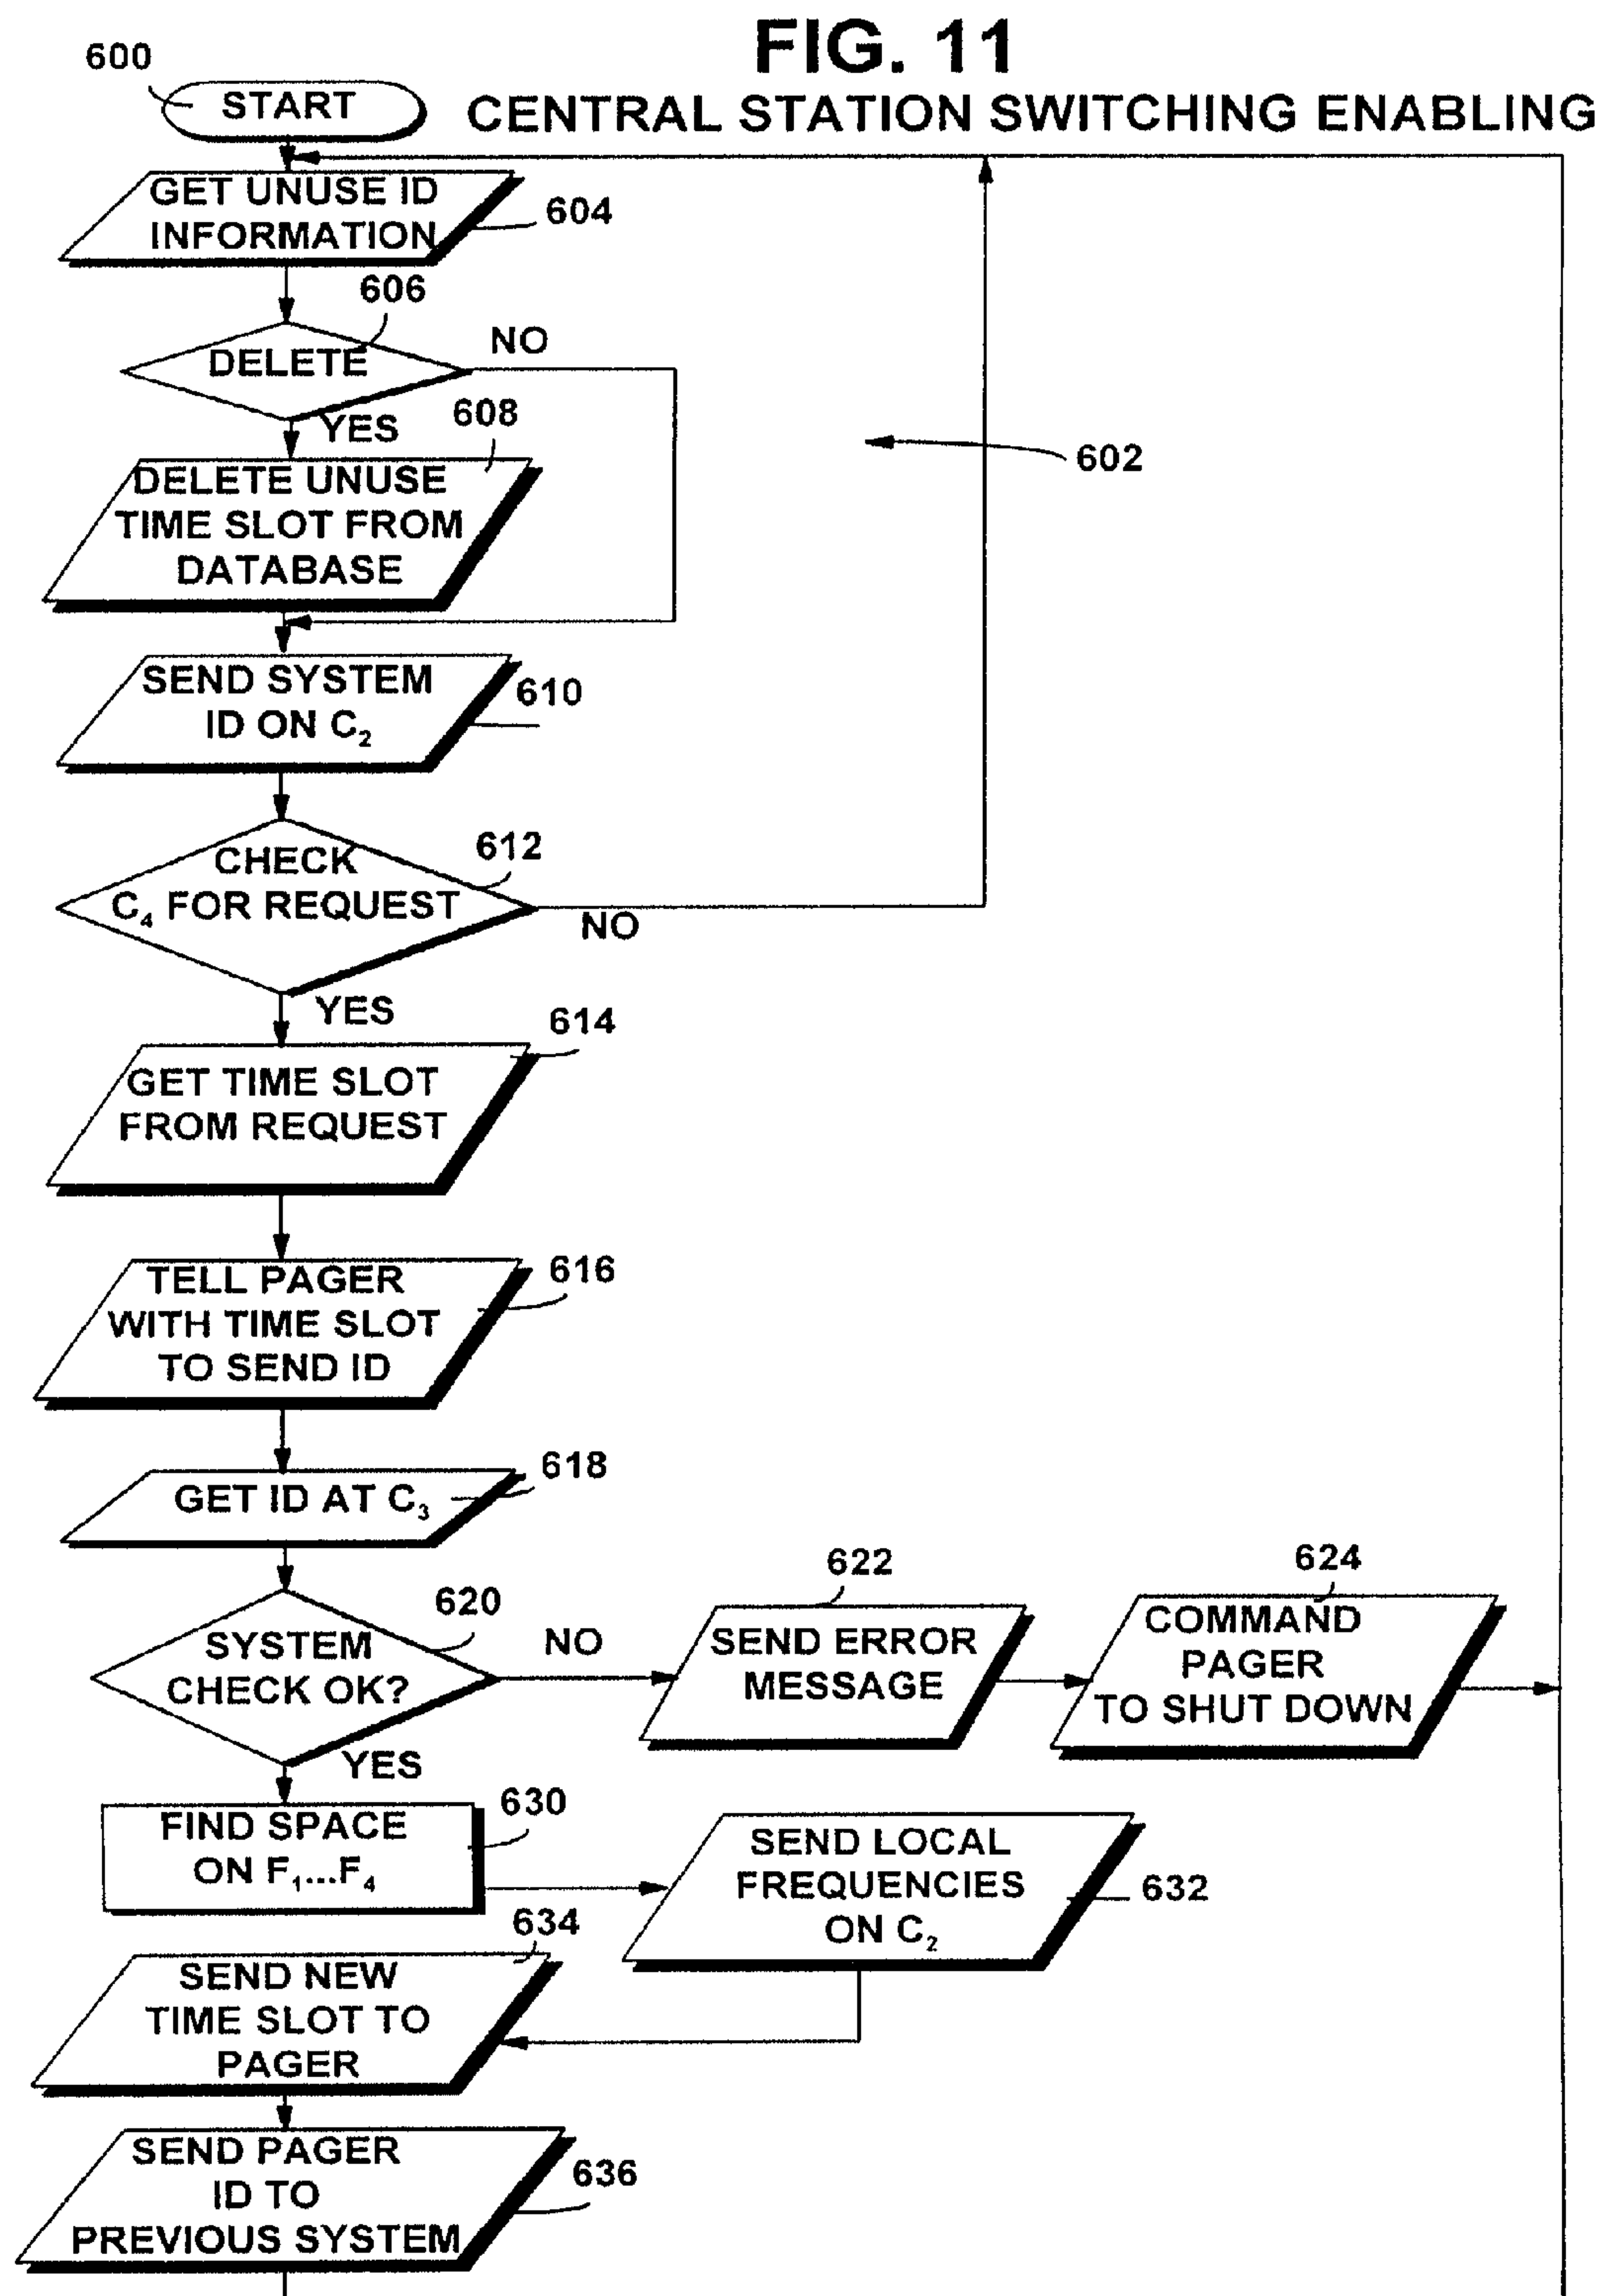 FIG. 11
600
START
CENTRAL STATION SWITCHING ENABLING
GET UNUSE ID
INFORMATION
604
606
DELETE
NO
YES
608
DELETE UNUSE
TIME SLOT FROM
DATABASE
602
SEND SYSTEM
ID ON C₂
610
CHECK
C₄ FOR REQUEST
612
NO
YES
614
GET TIME SLOT
FROM REQUEST
TELL PAGER
WITH TIME SLOT
TO SEND ID
616
GET ID AT C₃
618
620
SYSTEM
CHECK OK?
NO
622
SEND ERROR
MESSAGE
624
COMMAND
PAGER
TO SHUT DOWN
YES
FIND SPACE
ON F₁...F₄
630
SEND LOCAL
FREQUENCIES
ON C₂
632
634
SEND NEW
TIME SLOT TO
PAGER
SEND PAGER
ID TO
PREVIOUS SYSTEM
636